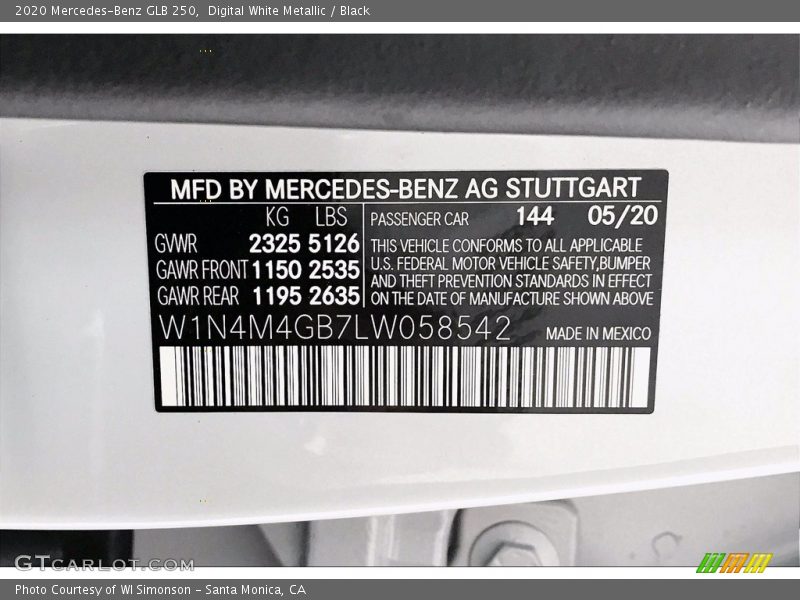 2020 Mercedes-Benz GLB 250, Digital White Metallic / Black
MFD BY MERCEDES-BENZ AG STUTTGART
KG LBS
GVWR 2325 5126
GAWR FRONT 1150 2535
GAWR REAR 1195 2635
PASSENGER CAR 144 05/20
THIS VEHICLE CONFORMS TO ALL APPLICABLE
U.S. FEDERAL MOTOR VEHICLE SAFETY,BUMPER
AND THEFT PREVENTION STANDARDS IN EFFECT
ON THE DATE OF MANUFACTURE SHOWN ABOVE
W1N4M4GB7LW058542 MADE IN MEXICO
GTCARLOT.COM
Photo Courtesy of WI Simonson - Santa Monica, CA